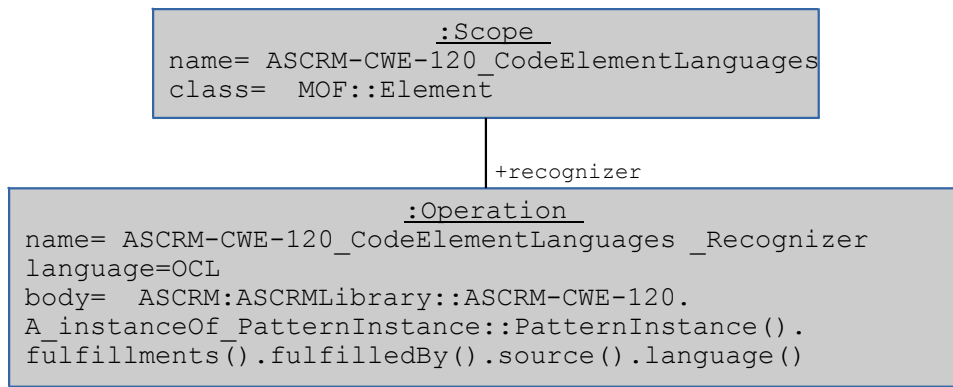 :Scope
name= ASCRM-CWE-120_CodeElementLanguages
class=  MOF::Element
+recognizer
:Operation
name= ASCRM-CWE-120_CodeElementLanguages _Recognizer
language=OCL
body=  ASCRM:ASCRMLibrary::ASCRM-CWE-120.
A_instanceOf_PatternInstance::PatternInstance().
fulfillments().fulfilledBy().source().language()